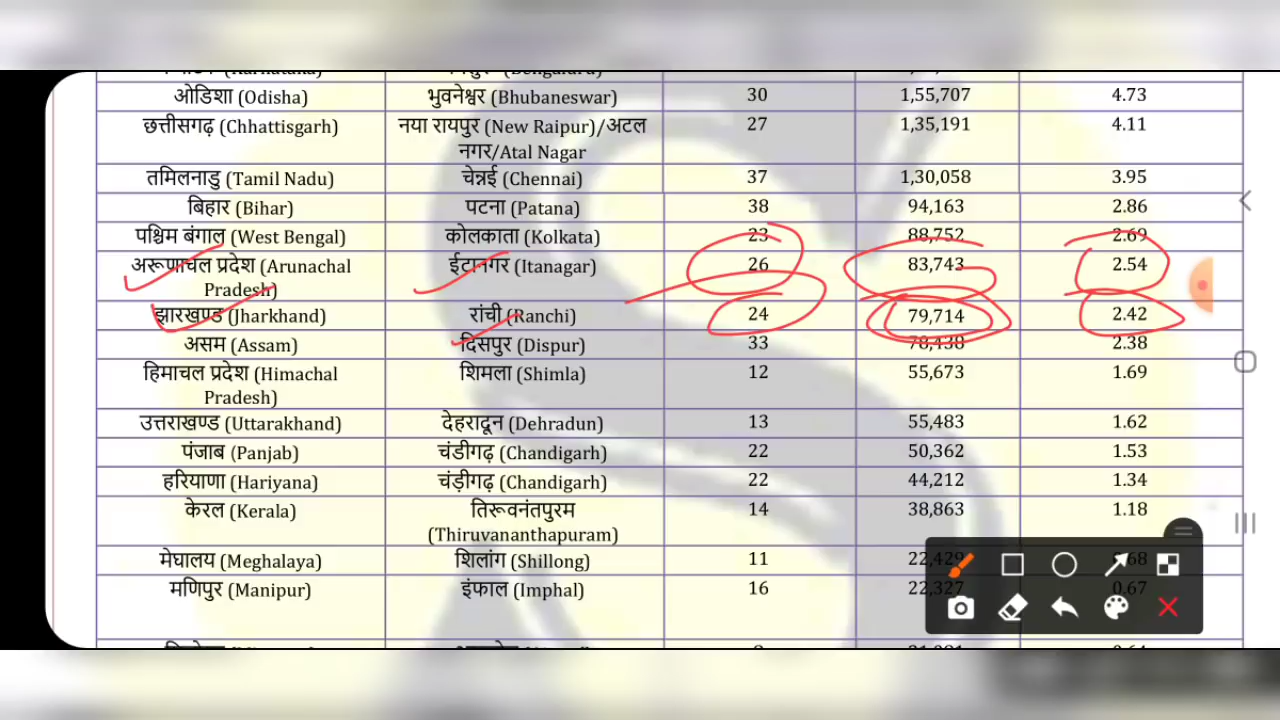 ओडिशा (Odisha) भुवनेश्वर (Bhubaneswar) 30 1,55,707 4.73
छत्तीसगढ़ (Chhattisgarh) नया रायपुर (New Raipur)/अटल 27 1,35,191 4.11
नगर/Atal Nagar
तमिलनाडु (Tamil Nadu) चेन्नई (Chennai) 37 1,30,058 3.95
बिहार (Bihar) पटना (Patana) 38 94,163 2.86
पश्चिम बंगाल (West Bengal) कोलकाता (Kolkata) 23 88,752 2.69
अरूणाचल प्रदेश (Arunachal ईटानगर (Itanagar) 26 83,743 2.54
Pradesh)
झारखण्ड (Jharkhand) रांची (Ranchi) 24 79,714 2.42
असम (Assam) दिसपुर (Dispur) 33 78,438 2.38
हिमाचल प्रदेश (Himachal शिमला (Shimla) 12 55,673 1.69
Pradesh)
उत्तराखण्ड (Uttarakhand) देहरादून (Dehradun) 13 55,483 1.62
पंजाब (Panjab) चंडीगढ़ (Chandigarh) 22 50,362 1.53
हरियाणा (Hariyana) चंड़ीगढ़ (Chandigarh) 22 44,212 1.34
केरल (Kerala) तिरूवनंतपुरम 14 38,863 1.18
(Thiruvananthapuram)
मेघालय (Meghalaya) शिलांग (Shillong) 11 22,429 68
मणिपुर (Manipur) इंफाल (Imphal) 16 22,327 0.67